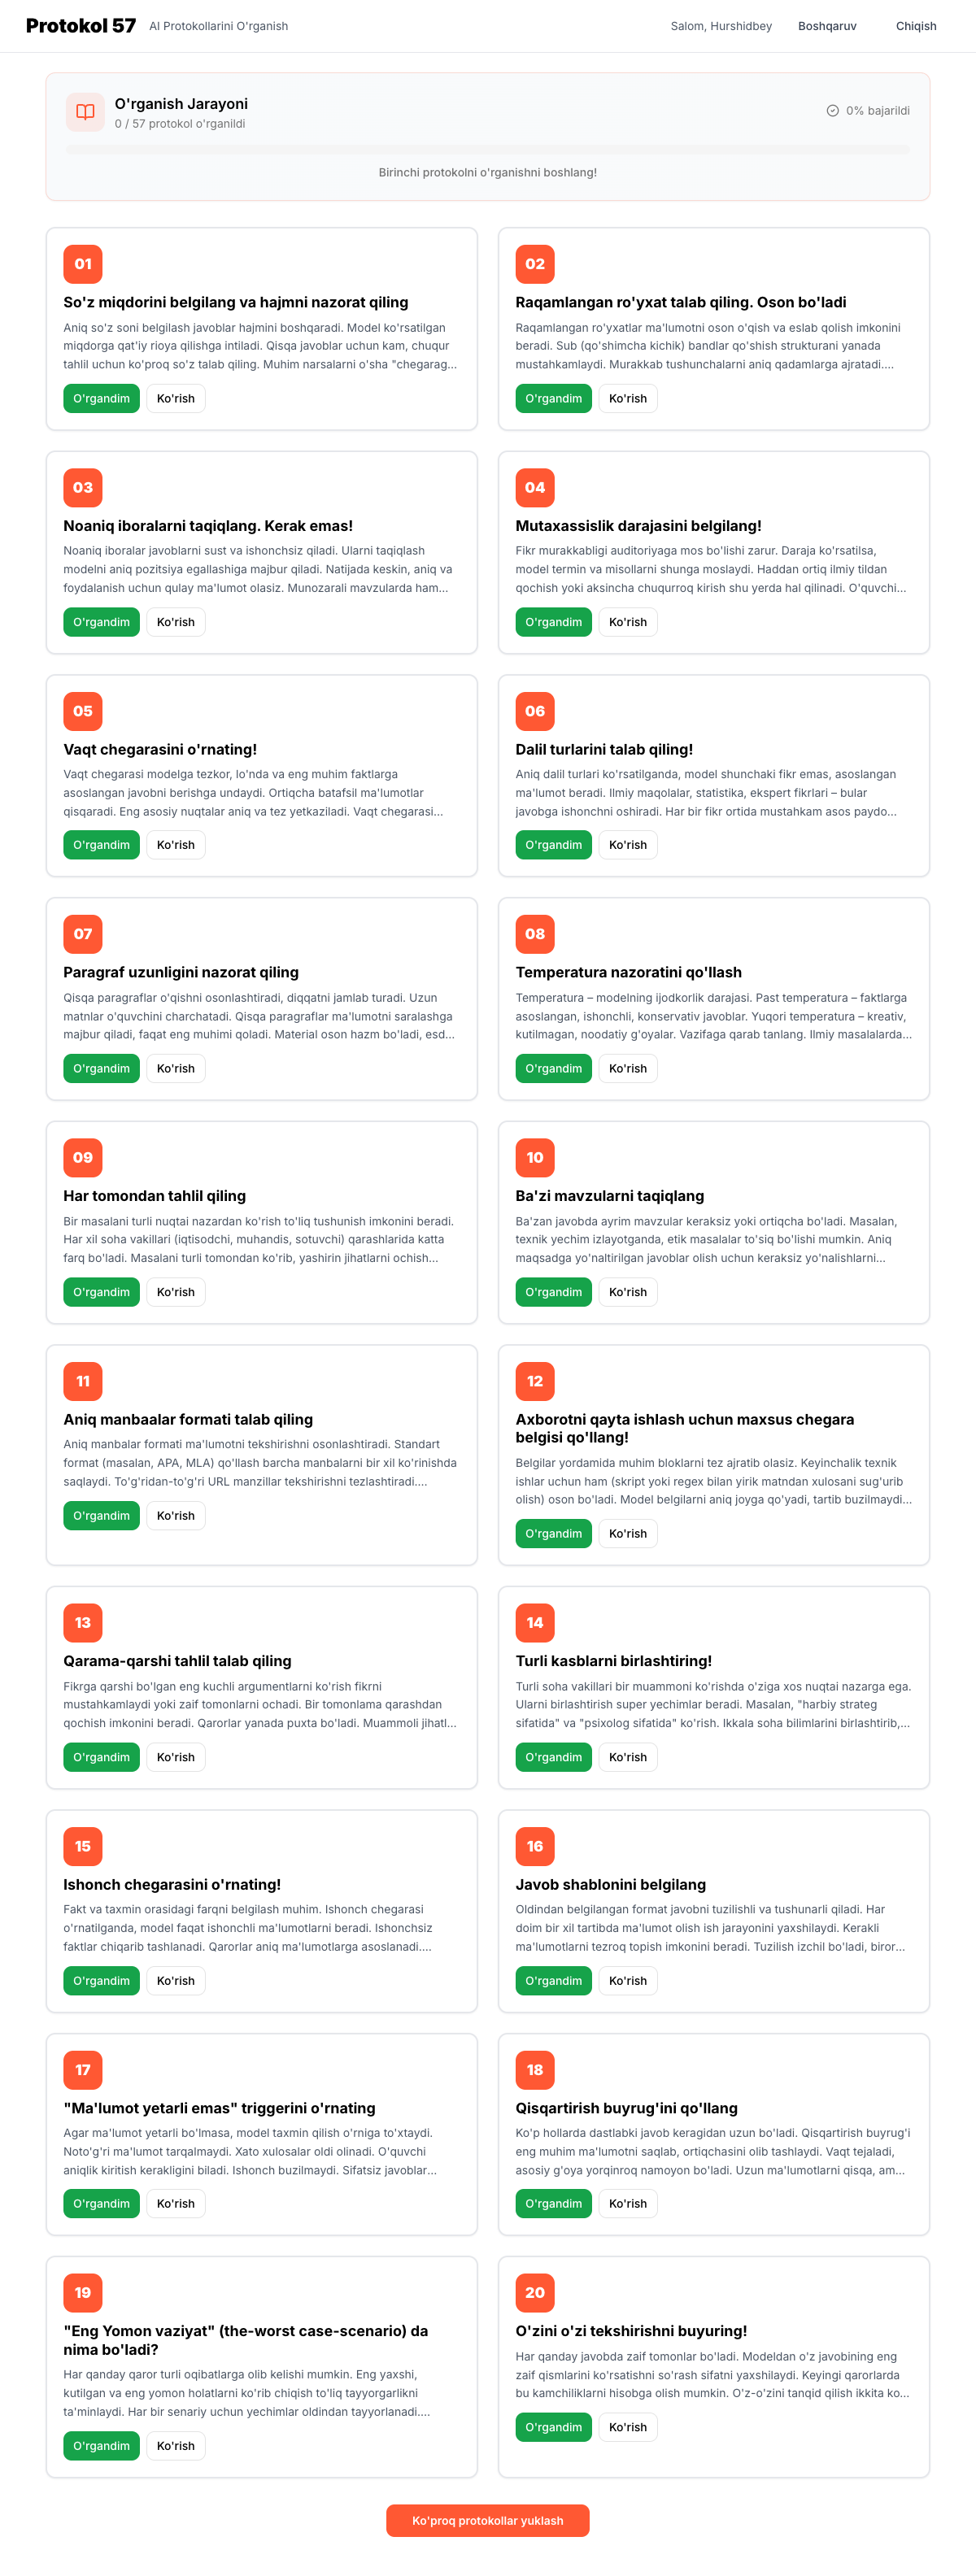 Protokol 57
AI Protokollarini O'rganish
Salom, Hurshidbey
Boshqaruv
Chiqish
O'rganish Jarayoni
0 / 57 protokol o'rganildi
0% bajarildi
Birinchi protokolni o'rganishni boshlang!
01
So'z miqdorini belgilang va hajmni nazorat qiling
Aniq so'z soni belgilash javoblar hajmini boshqaradi. Model ko'rsatilgan
miqdorga qat'iy rioya qilishga intiladi. Qisqa javoblar uchun kam, chuqur
tahlil uchun ko'proq so'z talab qiling. Muhim narsalarni o'sha "chegarag...
O'rgandim
Ko'rish
02
Raqamlangan ro'yxat talab qiling. Oson bo'ladi
Raqamlangan ro'yxatlar ma'lumotni oson o'qish va eslab qolish imkonini
beradi. Sub (qo'shimcha kichik) bandlar qo'shish strukturani yanada
mustahkamlaydi. Murakkab tushunchalarni aniq qadamlarga ajratadi....
O'rgandim
Ko'rish
03
Noaniq iboralarni taqiqlang. Kerak emas!
Noaniq iboralar javoblarni sust va ishonchsiz qiladi. Ularni taqiqlash
modelni aniq pozitsiya egallashiga majbur qiladi. Natijada keskin, aniq va
foydalanish uchun qulay ma'lumot olasiz. Munozarali mavzularda ham...
O'rgandim
Ko'rish
04
Mutaxassislik darajasini belgilang!
Fikr murakkabligi auditoriyaga mos bo'lishi zarur. Daraja ko'rsatilsa,
model termin va misollarni shunga moslaydi. Haddan ortiq ilmiy tildan
qochish yoki aksincha chuqurroq kirish shu yerda hal qilinadi. O'quvchi...
O'rgandim
Ko'rish
05
Vaqt chegarasini o'rnating!
Vaqt chegarasi modelga tezkor, lo'nda va eng muhim faktlarga
asoslangan javobni berishga undaydi. Ortiqcha batafsil ma'lumotlar
qisqaradi. Eng asosiy nuqtalar aniq va tez yetkaziladi. Vaqt chegarasi...
O'rgandim
Ko'rish
06
Dalil turlarini talab qiling!
Aniq dalil turlari ko'rsatilganda, model shunchaki fikr emas, asoslangan
ma'lumot beradi. Ilmiy maqolalar, statistika, ekspert fikrlari – bular
javobga ishonchni oshiradi. Har bir fikr ortida mustahkam asos paydo...
O'rgandim
Ko'rish
07
Paragraf uzunligini nazorat qiling
Qisqa paragraflar o'qishni osonlashtiradi, diqqatni jamlab turadi. Uzun
matnlar o'quvchini charchatadi. Qisqa paragraflar ma'lumotni saralashga
majbur qiladi, faqat eng muhimi qoladi. Material oson hazm bo'ladi, esd...
O'rgandim
Ko'rish
08
Temperatura nazoratini qo'llash
Temperatura – modelning ijodkorlik darajasi. Past temperatura – faktlarga
asoslangan, ishonchli, konservativ javoblar. Yuqori temperatura – kreativ,
kutilmagan, noodatiy g'oyalar. Vazifaga qarab tanlang. Ilmiy masalalarda...
O'rgandim
Ko'rish
09
Har tomondan tahlil qiling
Bir masalani turli nuqtai nazardan ko'rish to'liq tushunish imkonini beradi.
Har xil soha vakillari (iqtisodchi, muhandis, sotuvchi) qarashlarida katta
farq bo'ladi. Masalani turli tomondan ko'rib, yashirin jihatlarni ochish...
O'rgandim
Ko'rish
10
Ba'zi mavzularni taqiqlang
Ba'zan javobda ayrim mavzular keraksiz yoki ortiqcha bo'ladi. Masalan,
texnik yechim izlayotganda, etik masalalar to'siq bo'lishi mumkin. Aniq
maqsadga yo'naltirilgan javoblar olish uchun keraksiz yo'nalishlarni...
O'rgandim
Ko'rish
11
Aniq manbaalar formati talab qiling
Aniq manbalar formati ma'lumotni tekshirishni osonlashtiradi. Standart
format (masalan, APA, MLA) qo'llash barcha manbalarni bir xil ko'rinishda
saqlaydi. To'g'ridan-to'g'ri URL manzillar tekshirishni tezlashtiradi....
O'rgandim
Ko'rish
12
Axborotni qayta ishlash uchun maxsus chegara
belgisi qo'llang!
Belgilar yordamida muhim bloklarni tez ajratib olasiz. Keyinchalik texnik
ishlar uchun ham (skript yoki regex bilan yirik matndan xulosani sug'urib
olish) oson bo'ladi. Model belgilarni aniq joyga qo'yadi, tartib buzilmaydi...
O'rgandim
Ko'rish
13
Qarama-qarshi tahlil talab qiling
Fikrga qarshi bo'lgan eng kuchli argumentlarni ko'rish fikrni
mustahkamlaydi yoki zaif tomonlarni ochadi. Bir tomonlama qarashdan
qochish imkonini beradi. Qarorlar yanada puxta bo'ladi. Muammoli jihatl...
O'rgandim
Ko'rish
14
Turli kasblarni birlashtiring!
Turli soha vakillari bir muammoni ko'rishda o'ziga xos nuqtai nazarga ega.
Ularni birlashtirish super yechimlar beradi. Masalan, "harbiy strateg
sifatida" va "psixolog sifatida" ko'rish. Ikkala soha bilimlarini birlashtirib,...
O'rgandim
Ko'rish
15
Ishonch chegarasini o'rnating!
Fakt va taxmin orasidagi farqni belgilash muhim. Ishonch chegarasi
o'rnatilganda, model faqat ishonchli ma'lumotlarni beradi. Ishonchsiz
faktlar chiqarib tashlanadi. Qarorlar aniq ma'lumotlarga asoslanadi....
O'rgandim
Ko'rish
16
Javob shablonini belgilang
Oldindan belgilangan format javobni tuzilishli va tushunarli qiladi. Har
doim bir xil tartibda ma'lumot olish ish jarayonini yaxshilaydi. Kerakli
ma'lumotlarni tezroq topish imkonini beradi. Tuzilish izchil bo'ladi, biror...
O'rgandim
Ko'rish
17
"Ma'lumot yetarli emas" triggerini o'rnating
Agar ma'lumot yetarli bo'lmasa, model taxmin qilish o'rniga to'xtaydi.
Noto'g'ri ma'lumot tarqalmaydi. Xato xulosalar oldi olinadi. O'quvchi
aniqlik kiritish kerakligini biladi. Ishonch buzilmaydi. Sifatsiz javoblar...
O'rgandim
Ko'rish
18
Qisqartirish buyrug'ini qo'llang
Ko'p hollarda dastlabki javob keragidan uzun bo'ladi. Qisqartirish buyrug'i
eng muhim ma'lumotni saqlab, ortiqchasini olib tashlaydi. Vaqt tejaladi,
asosiy g'oya yorqinroq namoyon bo'ladi. Uzun ma'lumotlarni qisqa, am...
O'rgandim
Ko'rish
19
"Eng Yomon vaziyat" (the-worst case-scenario) da
nima bo'ladi?
Har qanday qaror turli oqibatlarga olib kelishi mumkin. Eng yaxshi,
kutilgan va eng yomon holatlarni ko'rib chiqish to'liq tayyorgarlikni
ta'minlaydi. Har bir senariy uchun yechimlar oldindan tayyorlanadi....
O'rgandim
Ko'rish
20
O'zini o'zi tekshirishni buyuring!
Har qanday javobda zaif tomonlar bo'ladi. Modeldan o'z javobining eng
zaif qismlarini ko'rsatishni so'rash sifatni yaxshilaydi. Keyingi qarorlarda
bu kamchiliklarni hisobga olish mumkin. O'z-o'zini tanqid qilish ikkita ko...
O'rgandim
Ko'rish
Ko'proq protokollar yuklash